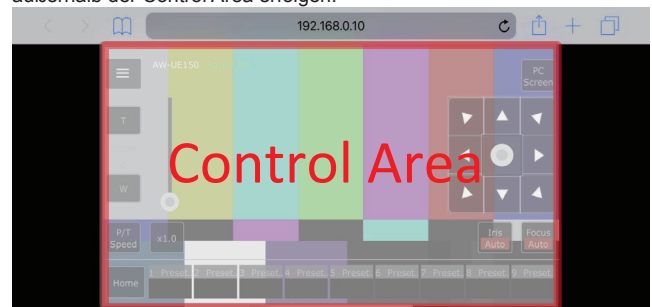 außerhalb der Control Area erfolgen.
192.168.0.10
AW-UE150
PC
Screen
T
Control Area
W
P/T
Speed
x1.0
Iris
Auto
Focus
Auto
Home
1 Preset. 2 Preset. 3 Preset. 4 Preset. 5 Preset. 6 Preset. 7 Preset. 8 Preset. 9 Preset.